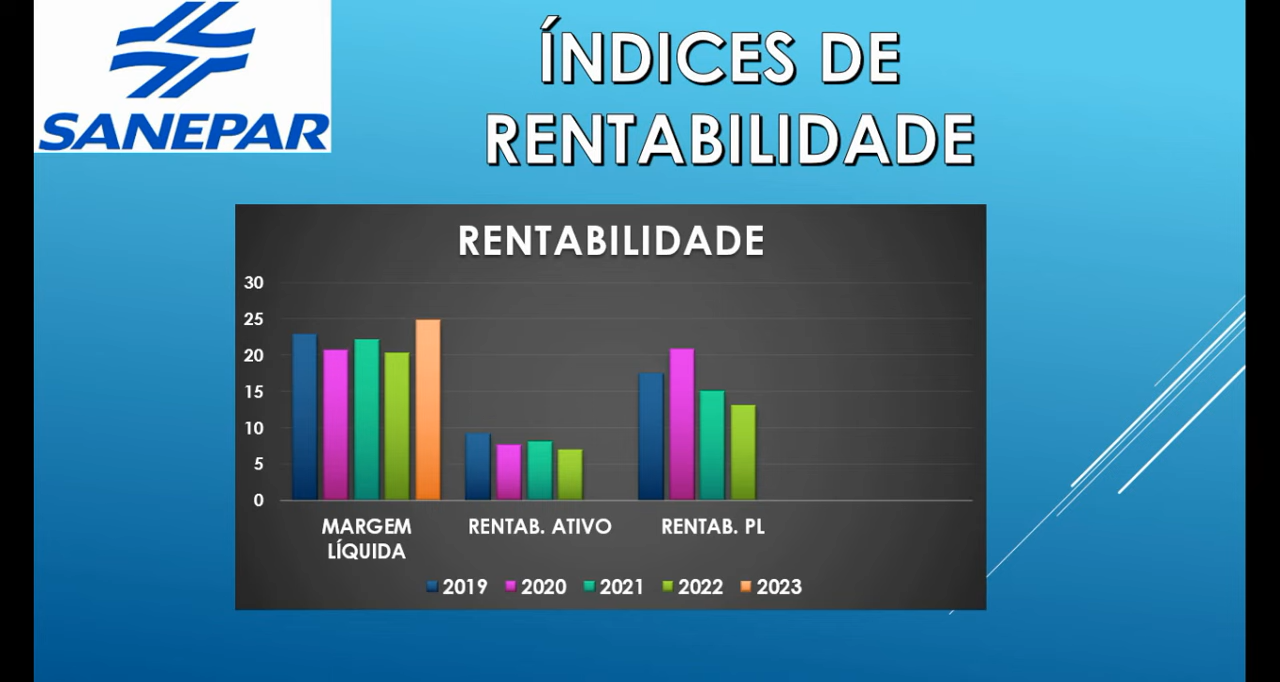 SANEPAR
ÍNDICES DE
RENTABILIDADE
RENTABILIDADE
30
25
20
15
10
5
0
MARGEM
LÍQUIDA
RENTAB. ATIVO
RENTAB. PL
2019 2020 2021 2022 2023